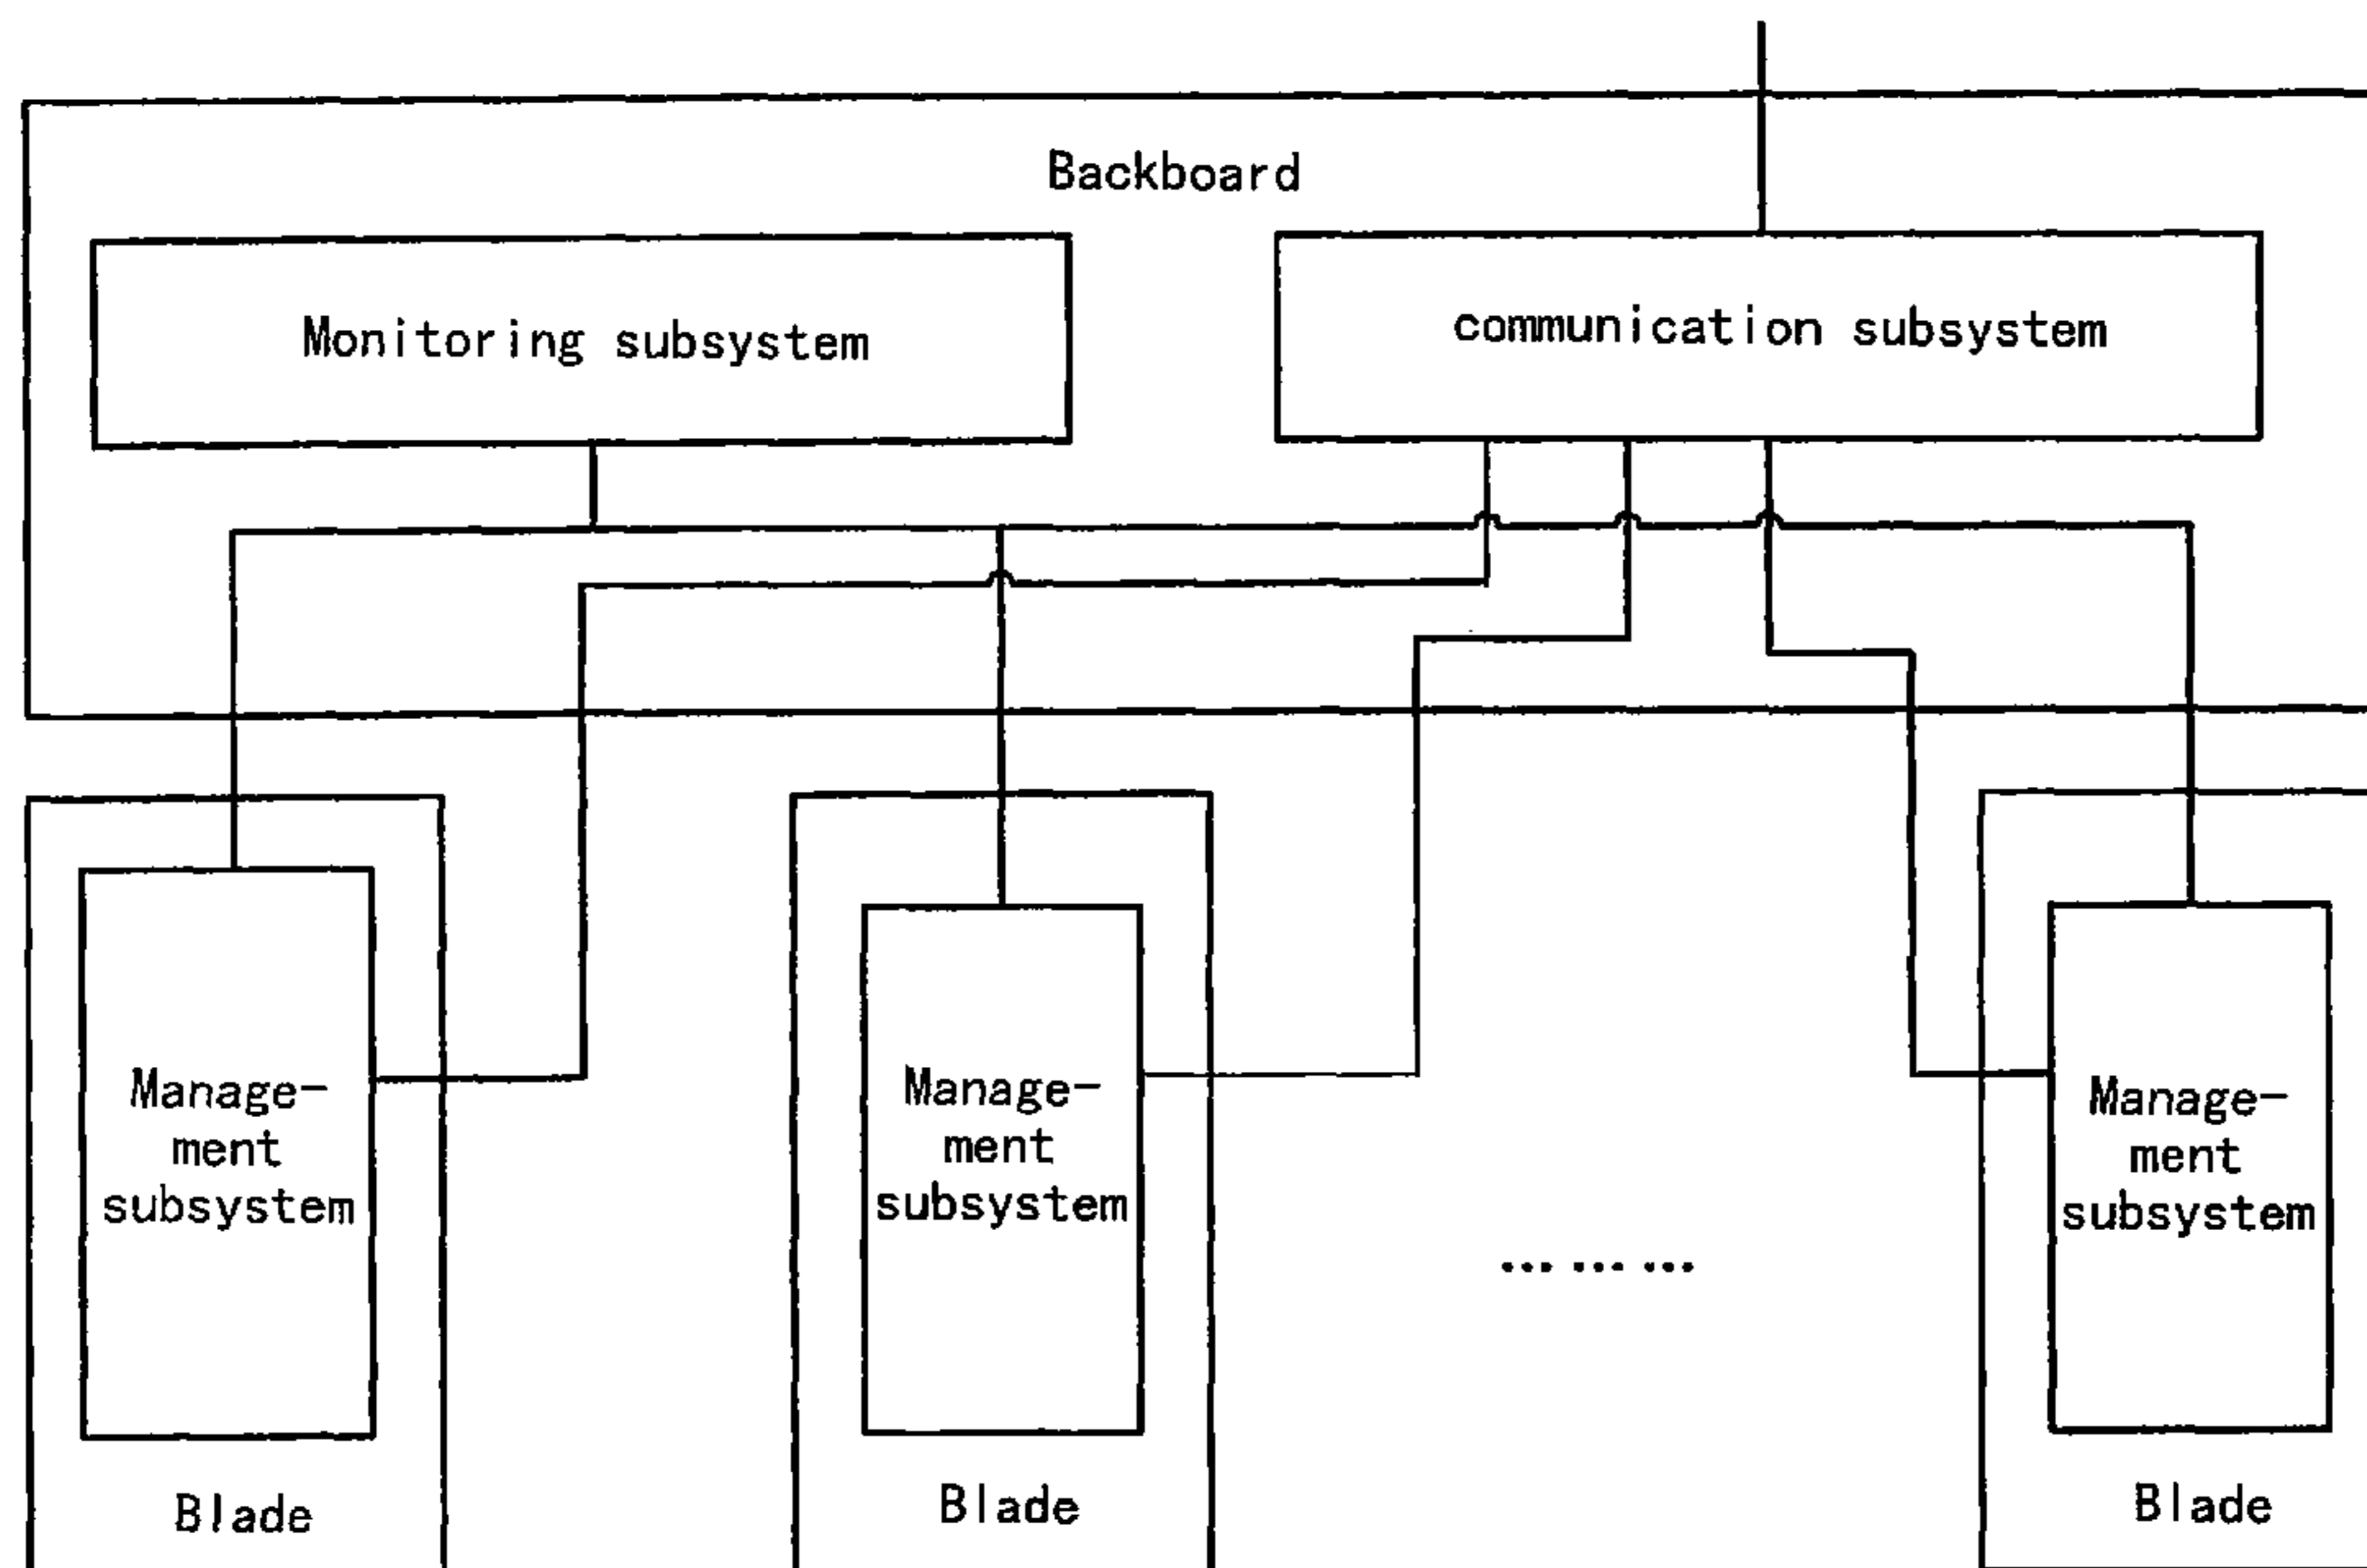 Backboard
Monitoring subsystem
communication subsystem
Manage-
ment
subsystem
Blade
Manage-
ment
subsystem
Blade
………
Manage-
ment
subsystem
Blade